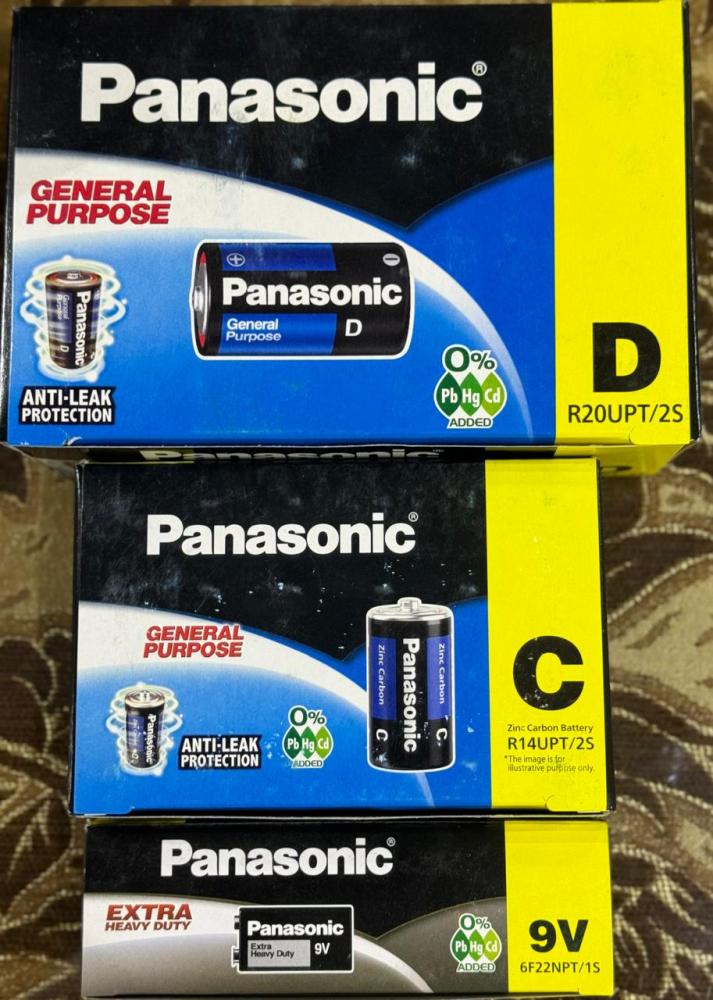 Panasonic®
GENERAL
PURPOSE
Panasonic
General
Purpose
D
Panasonic
General
Purpose
D
ANTI-LEAK
PROTECTION
0%
Pb Hg Cd
ADDED
D
R20UPT/2S
Panasonic
Panasonic®
GENERAL
PURPOSE
Panasonic
ANTI-LEAK
PROTECTION
0%
Pb Hg Cd
ADDED
Zinc Carbon
C
Panasonic
Zinc Carbon
C
C
Zinc Carbon Battery
R14UPT/2S
*The image is for
illustrative purpose only.
Panasonic®
EXTRA
HEAVY DUTY
Panasonic
Extra
Heavy Duty
9V
0%
Pb Hg Cd
ADDED
9V
6F22NPT/1S